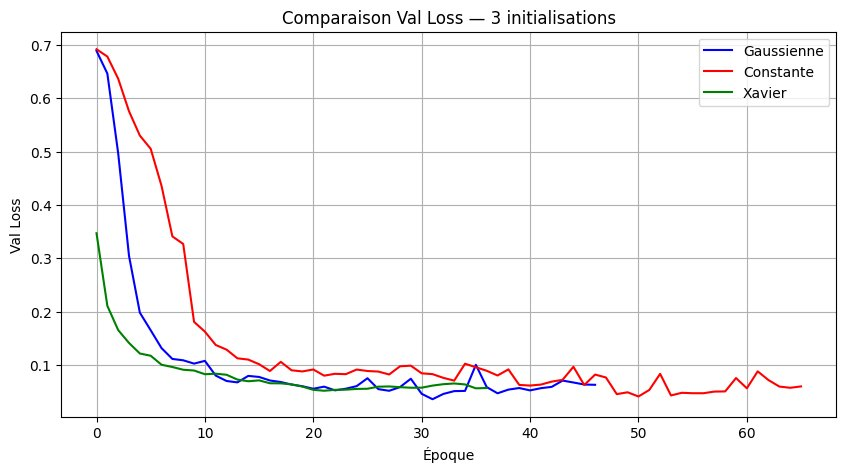 Comparaison Val Loss — 3 initialisations
Gaussienne
Constante
Xavier
Val Loss
0.7
0.6
0.5
0.4
0.3
0.2
0.1
0 10 20 30 40 50 60
Époque